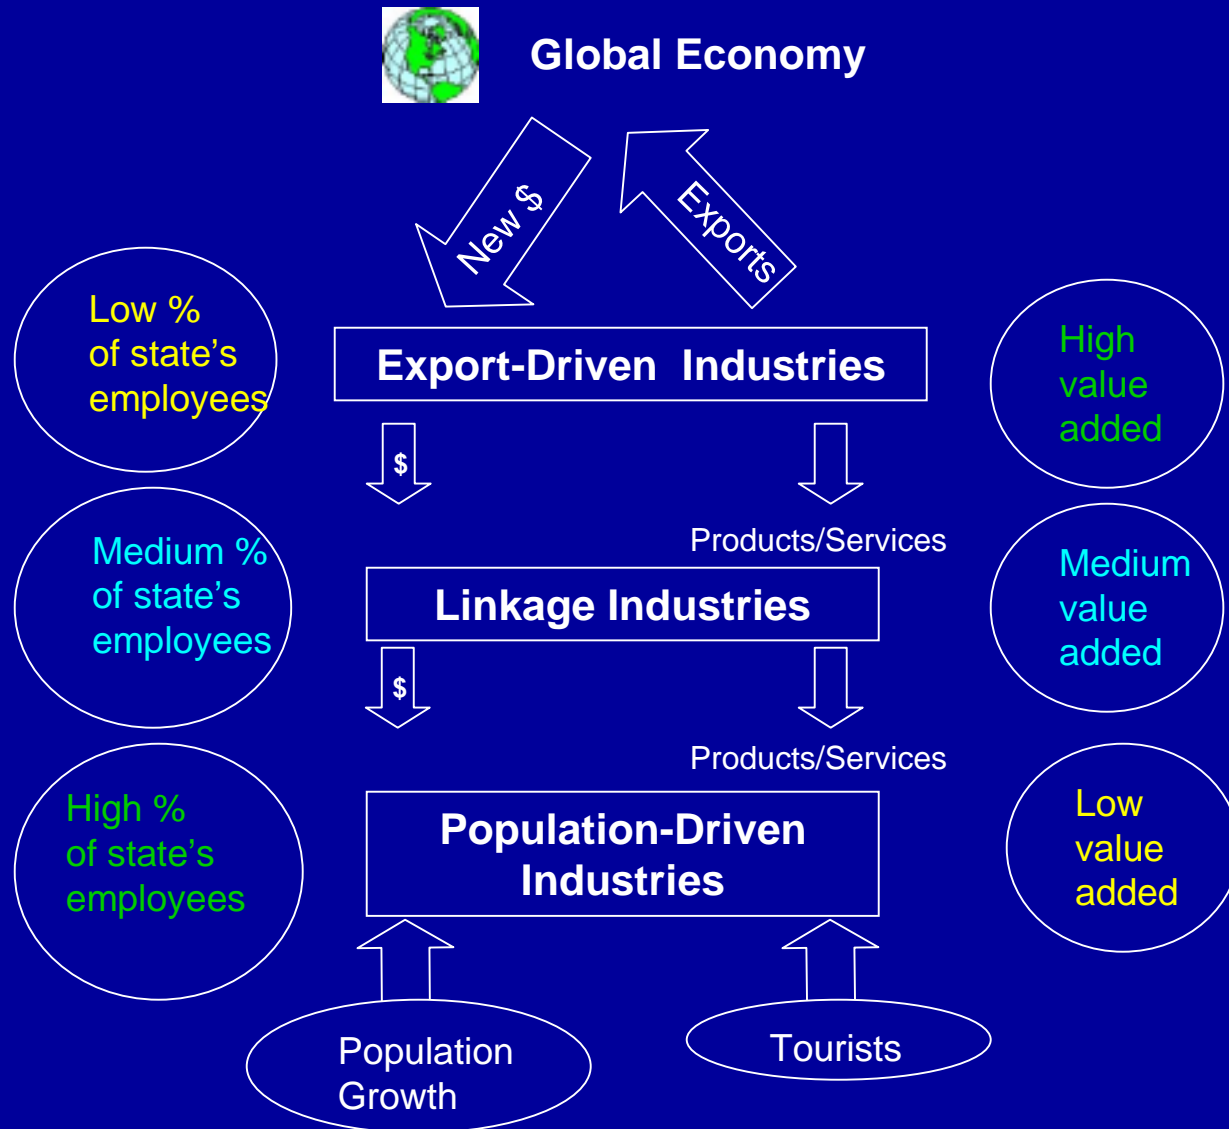 Global Economy
New $
Exports
Low %
of state’s
employees
Export-Driven  Industries
High
value
added
$
Products/Services
Medium %
of state’s
employees
Linkage Industries
Medium
value
added
$
Products/Services
High %
of state’s
employees
Population-Driven
Industries
Low
value
added
Population
Growth
Tourists